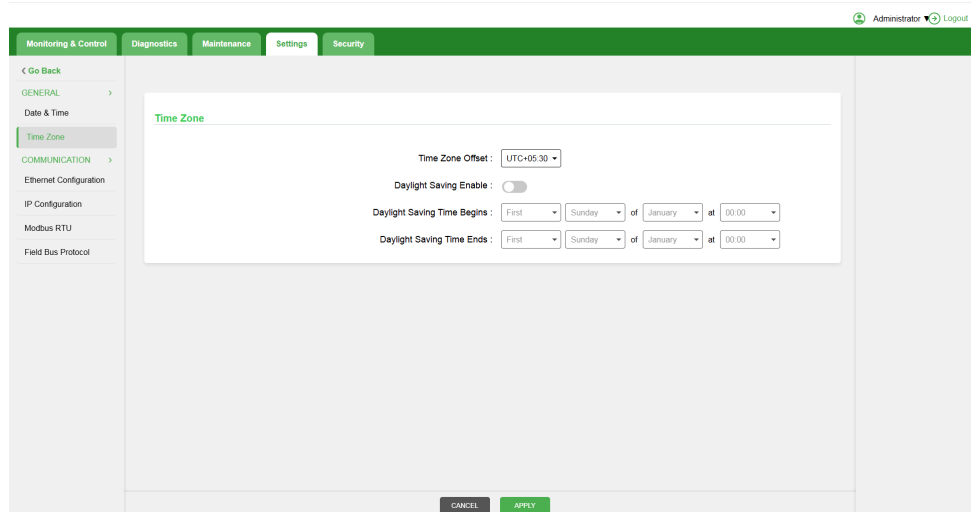 Administrator ▼ Logout
Monitoring & Control Diagnostics Maintenance Settings Security
< Go Back
GENERAL >
Date & Time
Time Zone
COMMUNICATION >
Ethernet Configuration
IP Configuration
Modbus RTU
Field Bus Protocol
Time Zone
Time Zone Offset : UTC+05:30
Daylight Saving Enable :
Daylight Saving Time Begins : First Sunday of January at 00:00
Daylight Saving Time Ends : First Sunday of January at 00:00
CANCEL APPLY